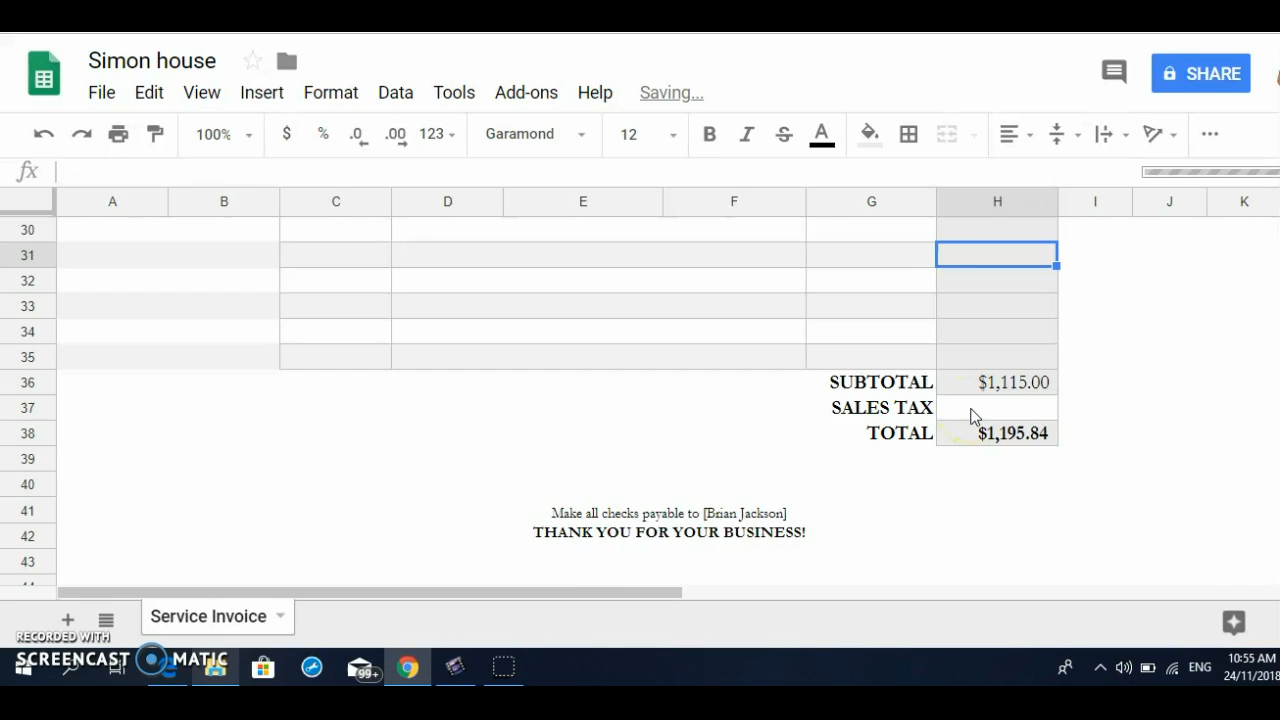 Simon house
File Edit View Insert Format Data Tools Add-ons Help Saving...
SHARE
100% $ % .0 .00 123 Garamond 12 B I S A ...
fx
A B C D E F G H I J K
30
31
32
33
34
35
36 SUBTOTAL $1,115.00
37 SALES TAX
38 TOTAL $1,195.84
39
40
41 Make all checks payable to [Brian Jackson]
42 THANK YOU FOR YOUR BUSINESS!
43
44
+ Service Invoice
RECORDED WITH
SCREENCAST MATIC
99+
ENG
10:55 AM
24/11/2018